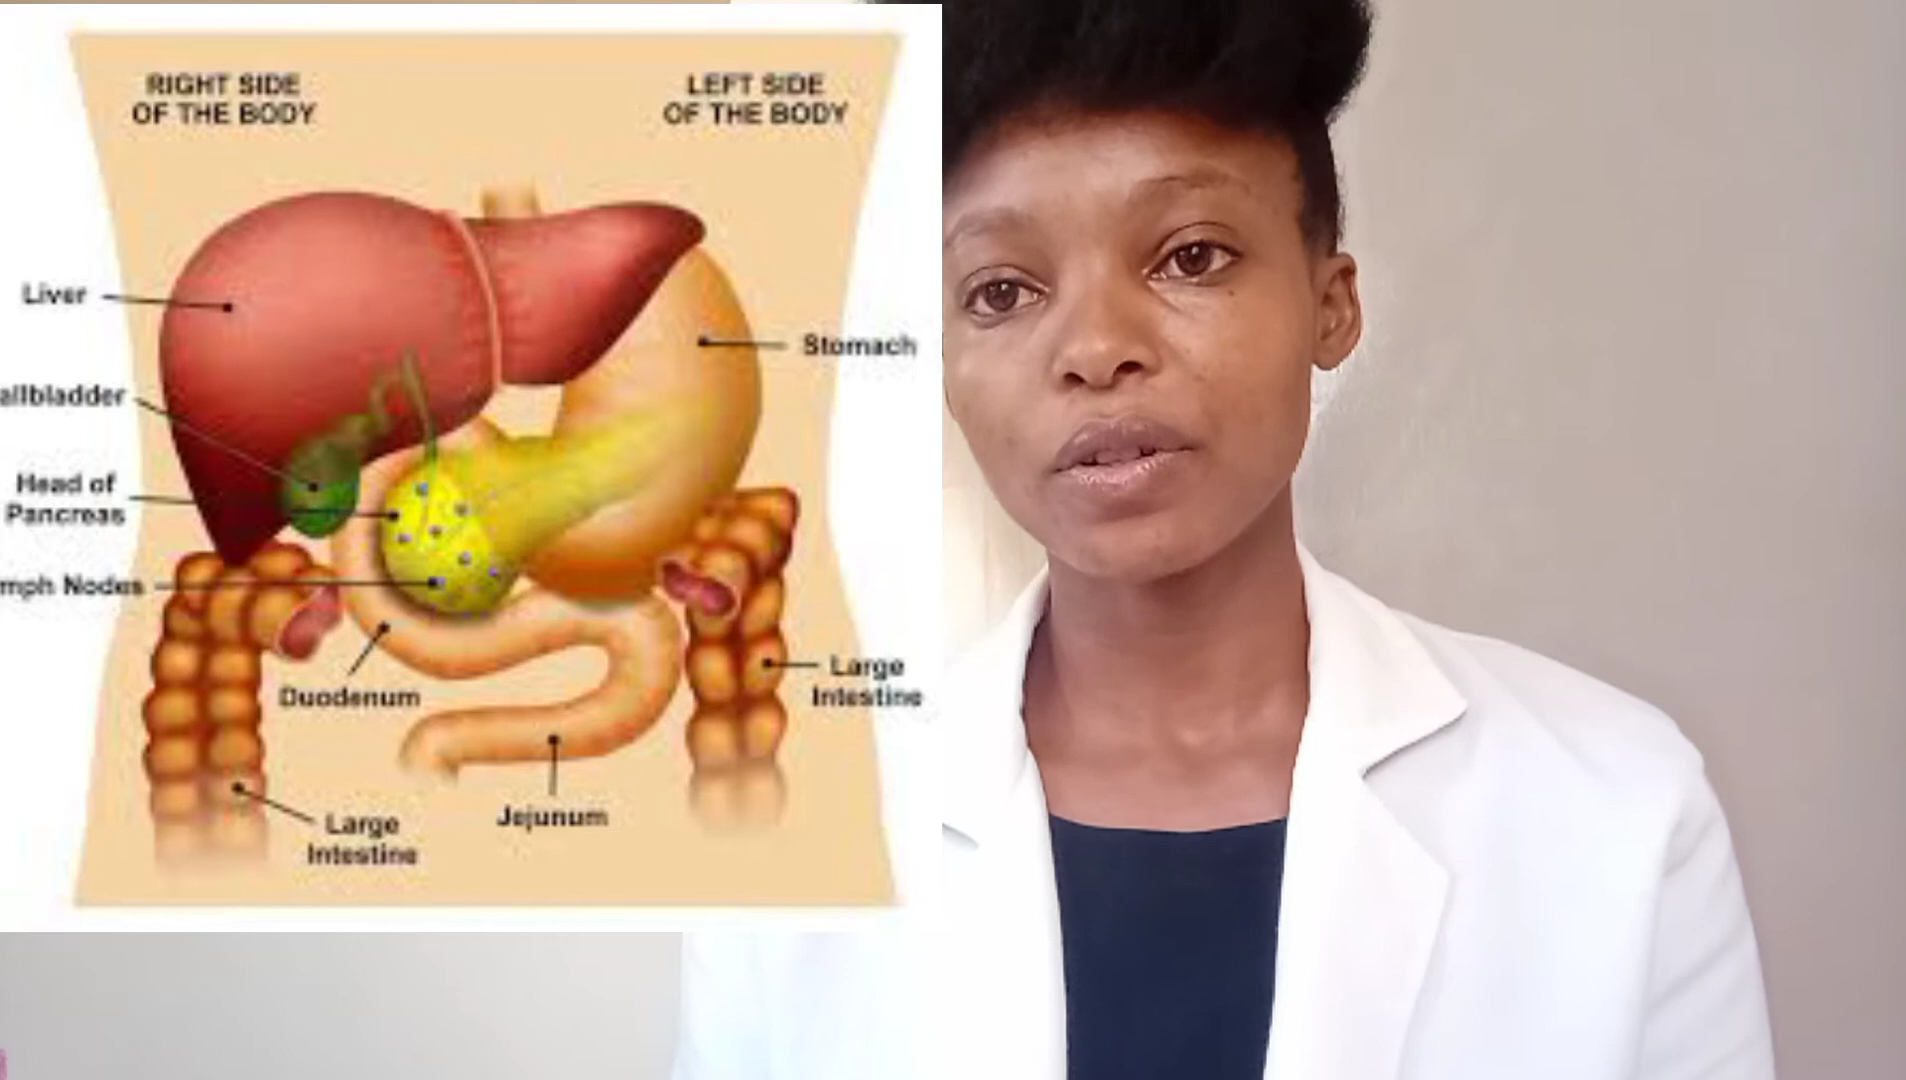 RIGHT SIDE
OF THE BODY
LEFT SIDE
OF THE BODY
Liver
Stomach
allbladder
Head of
Pancreas
mph Nodes
Duodenum
Large
Intestine
Jejunum
Large
Intestine